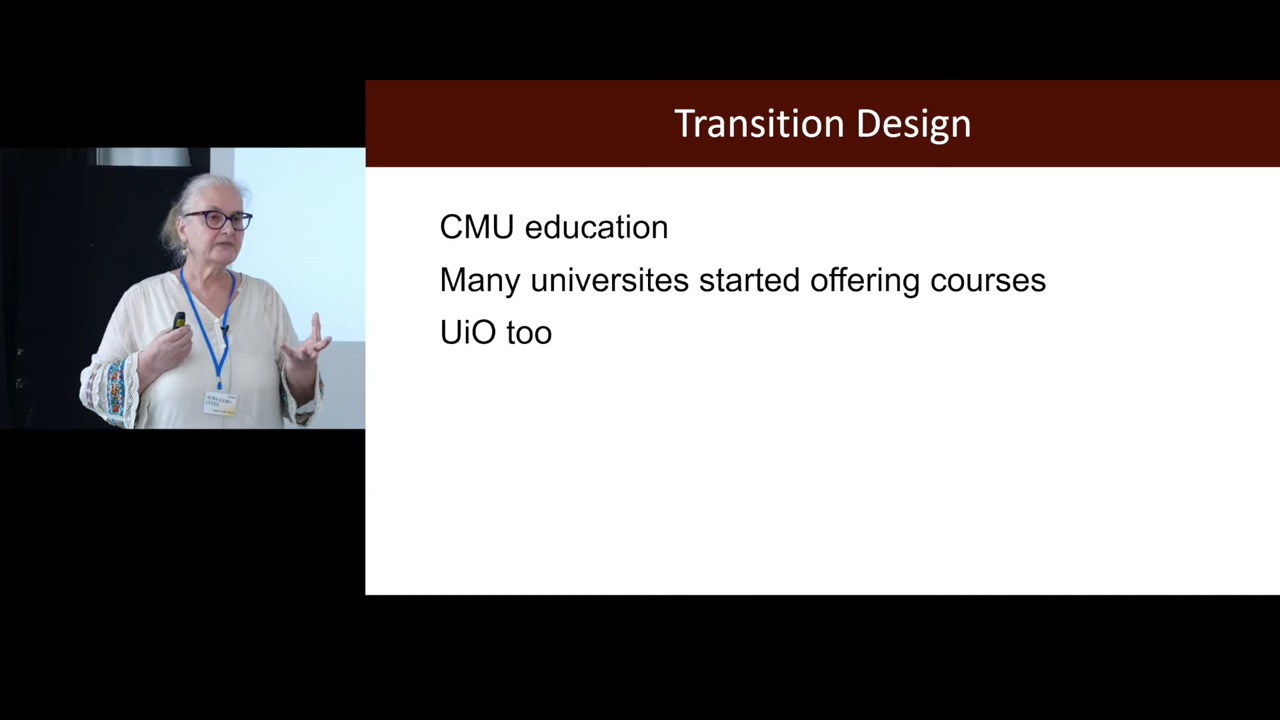 Transition Design
CMU education
Many universites started offering courses
UiO too